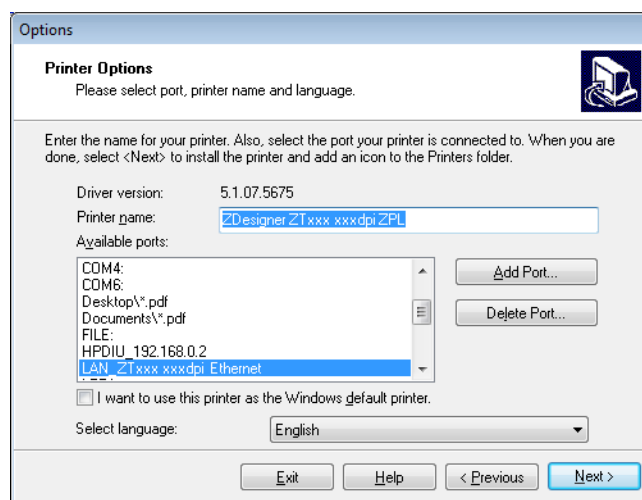 Options
Printer Options
Please select port, printer name and language.
Enter the name for your printer. Also, select the port your printer is connected to. When you are
done, select <Next> to install the printer and add an icon to the Printers folder.
Driver version: 5.1.07.5675
Printer name: ZDesigner ZTxxx xxxdpi ZPL
Available ports:
COM4:
COM6:
Desktop\*.pdf
Documents\*.pdf
FILE:
HPDIU_192.168.0.2
LAN_ZTxxx xxxdpi Ethernet
Add Port...
Delete Port...
I want to use this printer as the Windows default printer.
Select language: English
Exit Help < Previous Next >